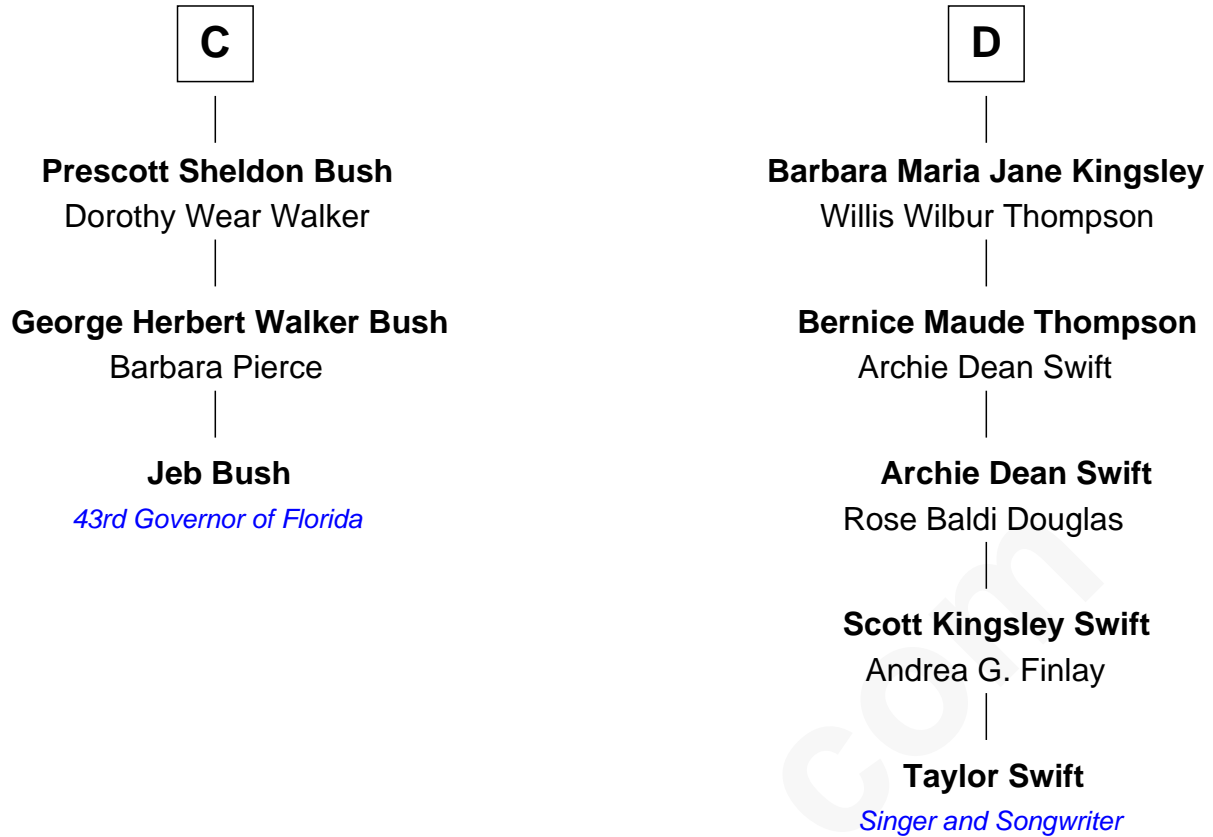 C
Prescott Sheldon Bush
Dorothy Wear Walker
George Herbert Walker Bush
Barbara Pierce
Jeb Bush
43rd Governor of Florida
D
Barbara Maria Jane Kingsley
Willis Wilbur Thompson
Bernice Maude Thompson
Archie Dean Swift
Archie Dean Swift
Rose Baldi Douglas
Scott Kingsley Swift
Andrea G. Finlay
Taylor Swift
Singer and Songwriter
com